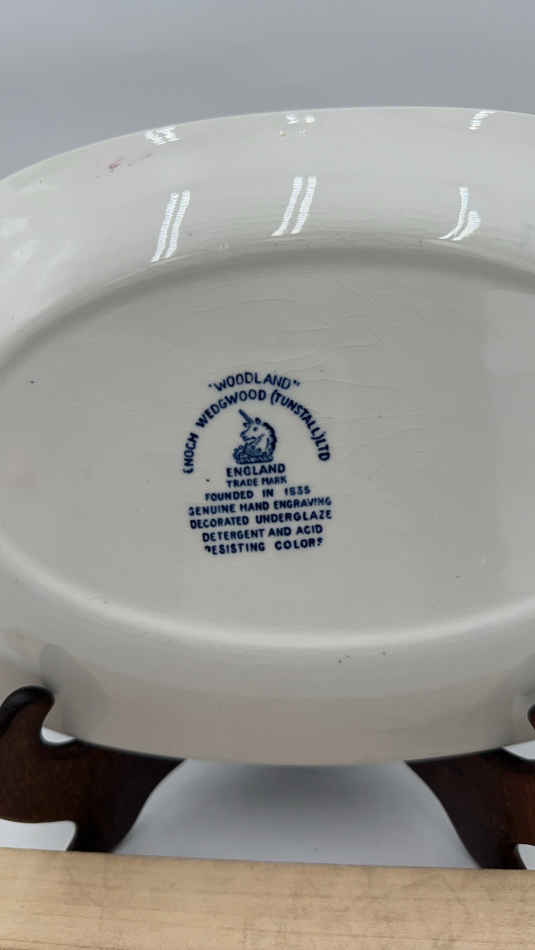 "WOODLAND"
ENOCH WEDGWOOD (TUNSTALL) LTD
ENGLAND
TRADE MARK
FOUNDED IN 1835
GENUINE HAND ENGRAVING
DECORATED UNDERGLAZE
DETERGENT AND ACID
RESISTING COLORS